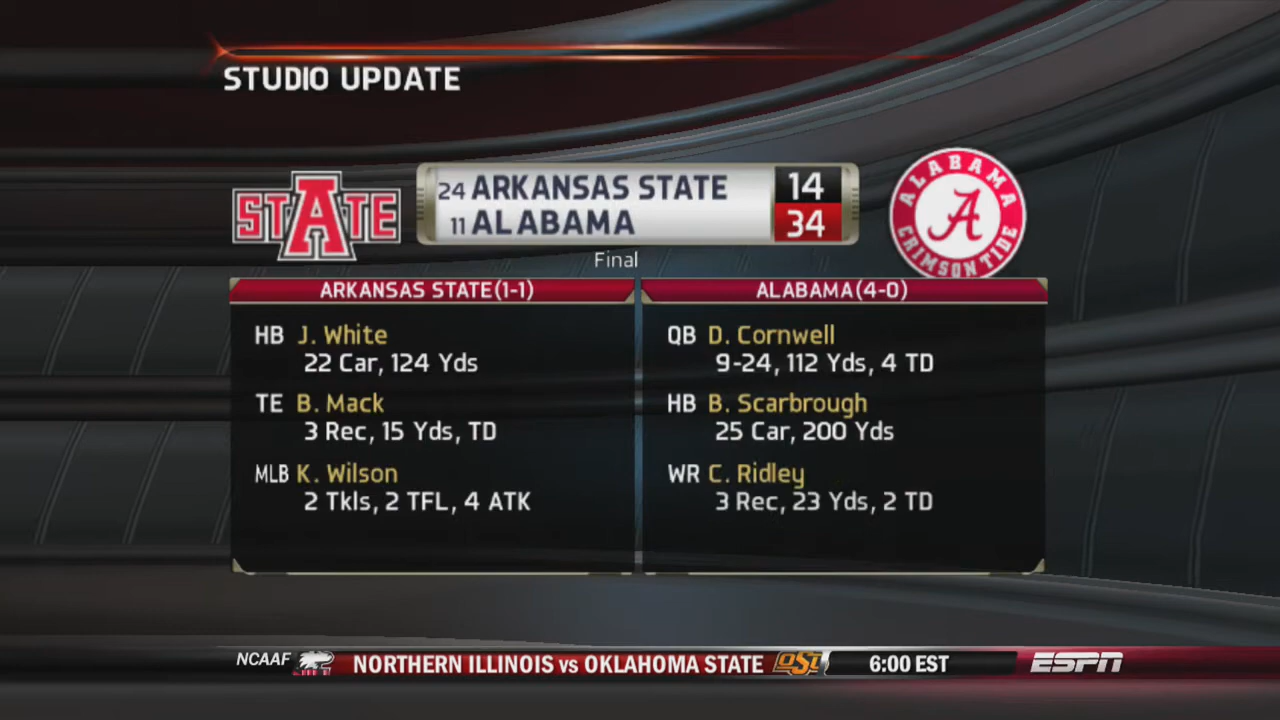 STUDIO UPDATE
STATE
24 ARKANSAS STATE 14
11 ALABAMA 34
ALABAMA
A
CRIMSON TIDE
Final
ARKANSAS STATE(1-1)
HB J. White
22 Car, 124 Yds
TE B. Mack
3 Rec, 15 Yds, TD
MLB K. Wilson
2 Tkls, 2 TFL, 4 ATK
ALABAMA(4-0)
QB D. Cornwell
9-24, 112 Yds, 4 TD
HB B. Scarbrough
25 Car, 200 Yds
WR C. Ridley
3 Rec, 23 Yds, 2 TD
NCAAF NORTHERN ILLINOIS vs OKLAHOMA STATE OSU 6:00 EST ESPN